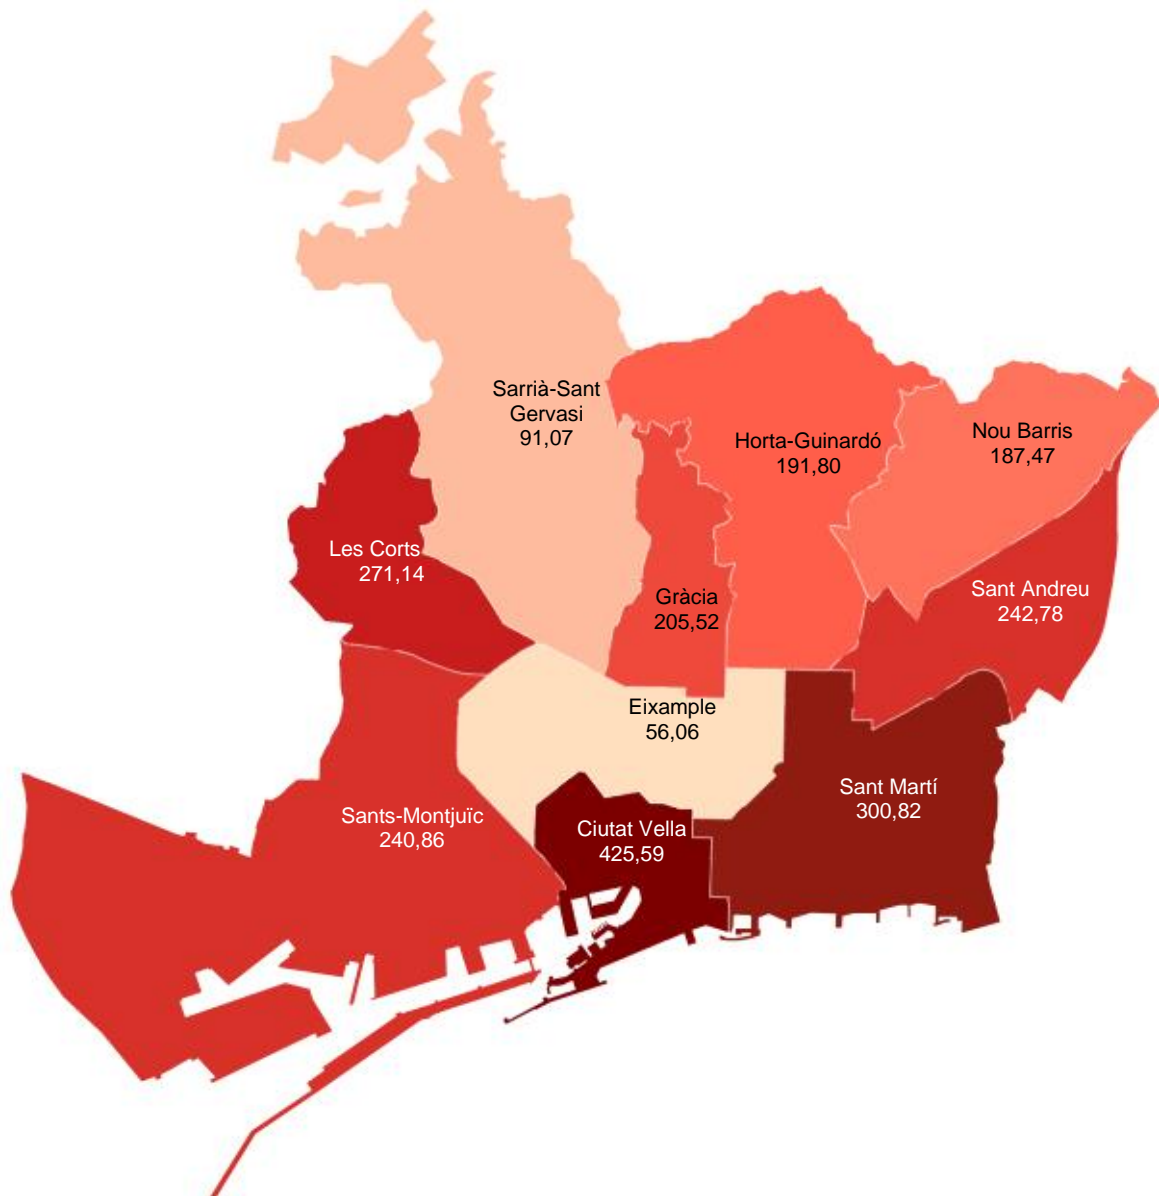 Sarrià-Sant
Gervasi
91,07
Horta-Guinardó
191,80
Nou Barris
187,47
Les Corts
271,14
Gràcia
205,52
Sant Andreu
242,78
Eixample
56,06
Sant Martí
300,82
Sants-Montjuïc
240,86
Ciutat Vella
425,59